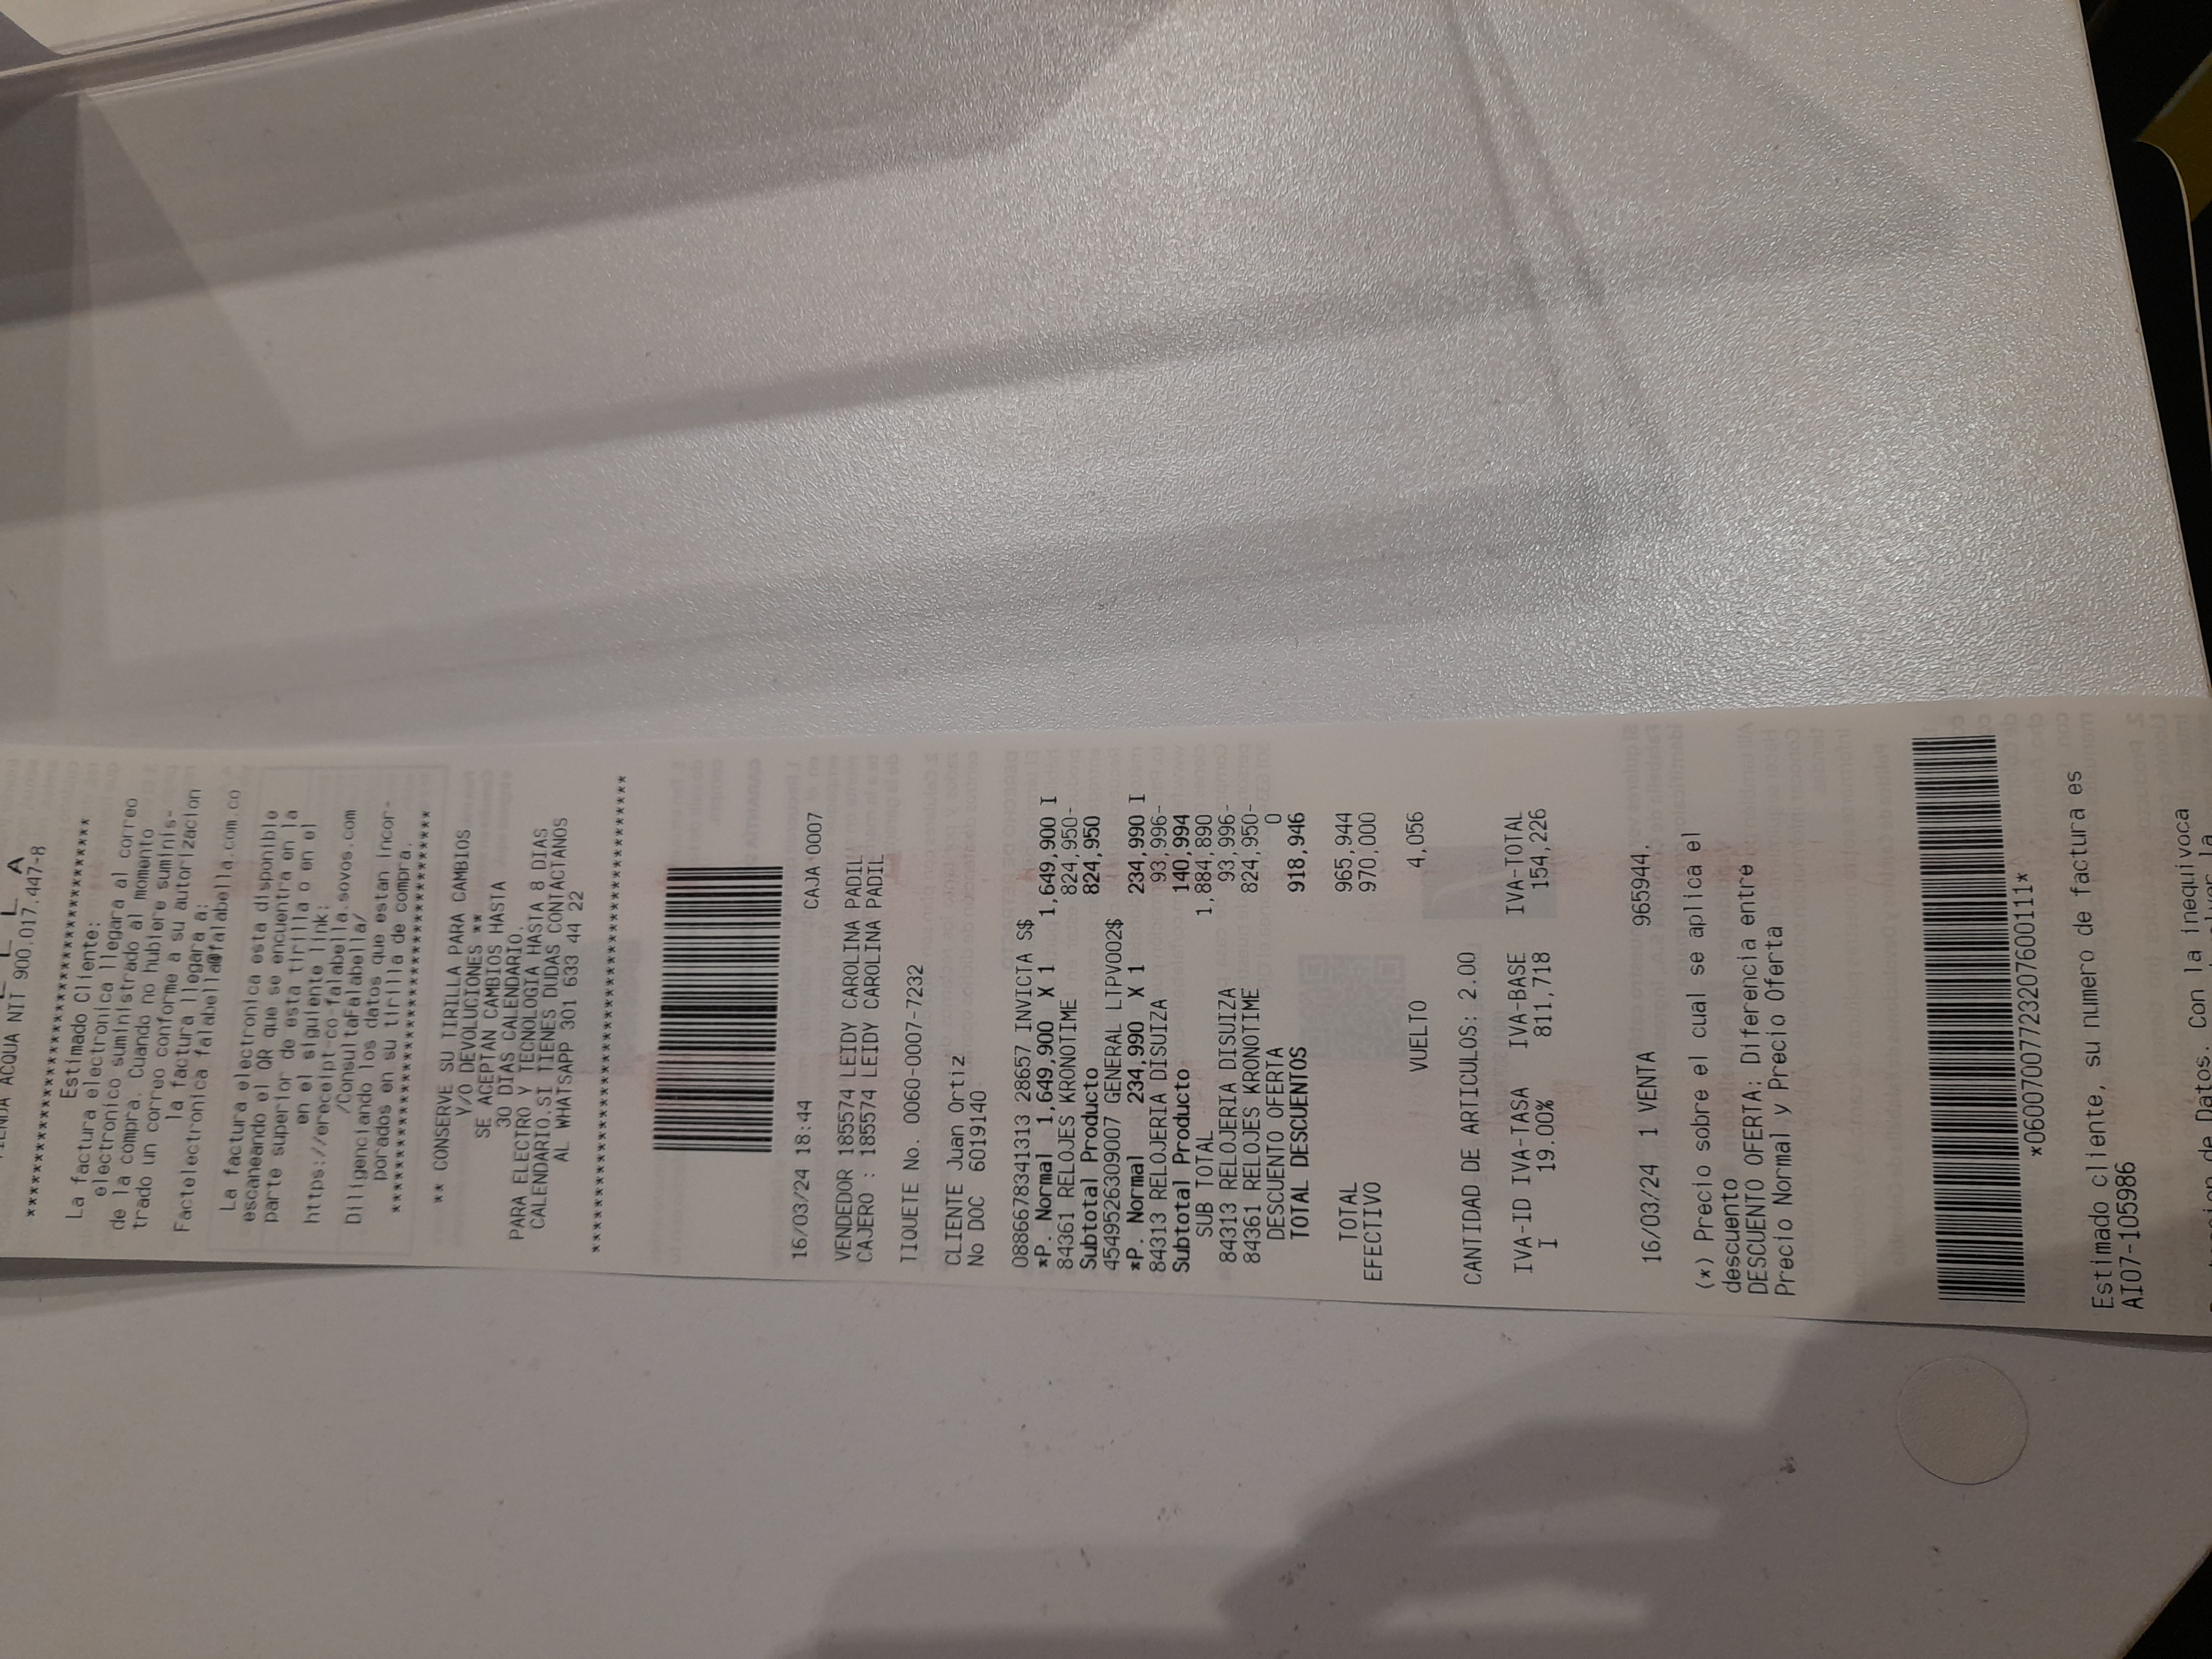 E L L A
TIENDA ACQUA NIT 900.017.447-8
Estimado Cliente:
La factura electronica llegara al correo
electronico suministrado al momento
de la compra. Cuando no hubiere suminis-
trado un correo conforme a su autorizacion
la factura llegara a:
Factelectronica falabella@falabella.com.co
La factura electronica esta disponible
escaneando el QR que se encuentra en la
parte superior de esta tirilla o en el
en el siguiente link:
https://ereceipt-co-falabella.sovos.com
/ConsultaFalabella/
Diligenciando los datos que estan incor-
porados en su tirilla de compra.
** CONSERVE SU TIRILLA PARA CAMBIOS
Y/O DEVOLUCIONES **
SE ACEPTAN CAMBIOS HASTA
30 DIAS CALENDARIO.
PARA ELECTRO Y TECNOLOGIA HASTA 8 DIAS
CALENDARIO.SI TIENES DUDAS CONTACTANOS
AL WHATSAPP 301 633 44 22
16/03/24 18:44 CAJA 0007
VENDEDOR 185574 LEIDY CAROLINA PADIL
CAJERO : 185574 LEIDY CAROLINA PADIL
TIQUETE No. 0060-0007-7232
CLIENTE Juan Ortiz
No DOC 6019140
0886678341313 28657 INVICTA S$
*P. Normal 1,649,900 X 1 1,649,900 I
84361 RELOJES KRONOTIME 824,950-
Subtotal Producto 824,950
4549526309007 GENERAL LTPV002$
*P. Normal 234,990 X 1 234,990 I
84313 RELOJERIA DISUIZA 93,996-
Subtotal Producto 140,994
SUB TOTAL 1,884,890
84313 RELOJERIA DISUIZA 93,996-
84361 RELOJES KRONOTIME 824,950-
DESCUENTO OFERTA 0
TOTAL DESCUENTOS 918,946
TOTAL 965,944
EFECTIVO 970,000
VUELTO 4,056
CANTIDAD DE ARTICULOS: 2.00
IVA-ID IVA-TASA IVA-BASE IVA-TOTAL
I 19.00% 811,718 154,226
16/03/24 1 VENTA 965944.
(*) Precio sobre el cual se aplica el
descuento
DESCUENTO OFERTA: Diferencia entre
Precio Normal y Precio Oferta
*060070007723207600111*
Estimado cliente, su numero de factura es
AI07-105986
de Datos. Con la inequivoca